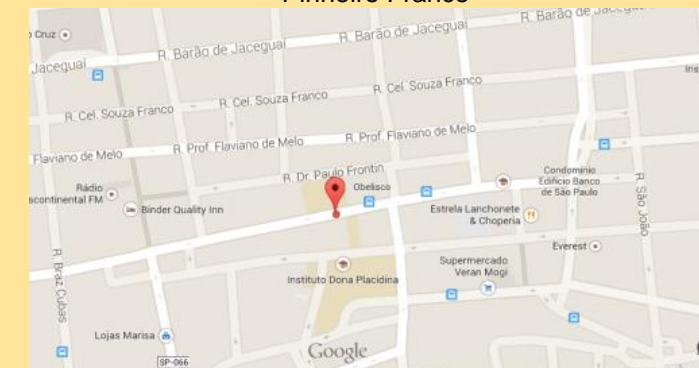 Pinheiro Franco
R. Barão de Jaceguai
Cruz
R. Barão de Jaceguai
R. Barão de Jaceguai
Jaceguai
R. Cel. Souza Franco
R. Cel. Souza Franco
R. Cel. Souza Franco
R. Prof. Flaviano de Melo
R. Prof. Flaviano de Melo
Flaviano de Melo
R. Dr. Paulo Frontin
Obelisco
Condominio
Edificio Banco
de São Paulo
Rádio
scontinental FM
Binder Quality Inn
Estrela Lanchonete
& Choperia
R. São João
Everest
R. Braz Cubas
Instituto Dona Placidina
Supermercado
Veran Mogi
Lojas Marisa
Google
SP-066